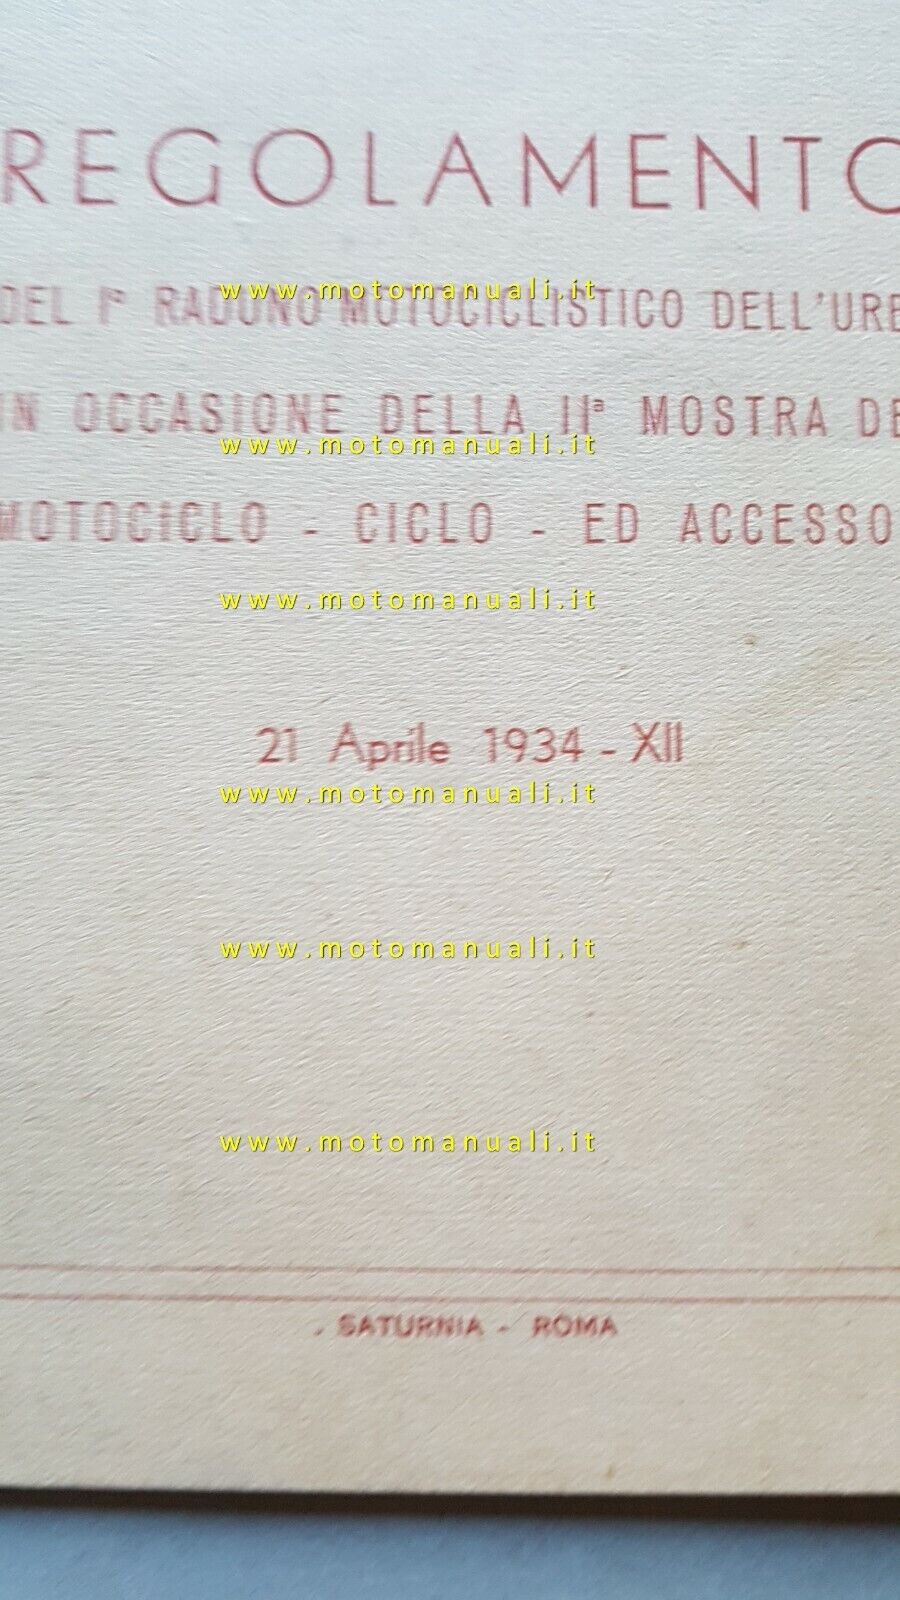 REGOLAMENTO
DEL I° RADUNO MOTOCICLISTICO DELL'URB
www.motomanuali.it
IN OCCASIONE DELLA IIª MOSTRA DE
www.motomanuali.it
MOTOCICLO - CICLO - ED ACCESSO
www.motomanuali.it
21 Aprile 1934 - XII
www.motomanuali.it
www.motomanuali.it
www.motomanuali.it
. SATURNIA - ROMA